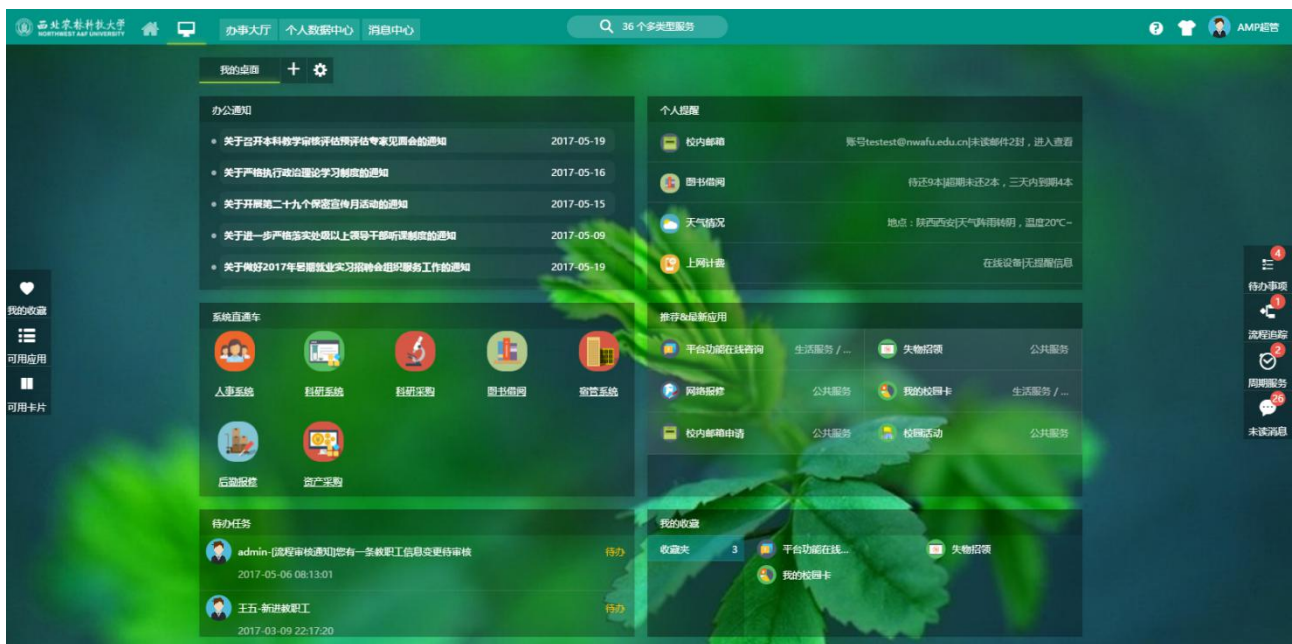 西北农林科技大学
NORTHWEST A&F UNIVERSITY
办事大厅 个人数据中心 消息中心
36 个多类型服务
AMP超管
我的桌面
办公通知
关于召开本科教学审核评估预评估专家见面会的通知 2017-05-19
关于严格执行政治理论学习制度的通知 2017-05-16
关于开展第二十九个保密宣传月活动的通知 2017-05-15
关于进一步严格落实处级以上领导干部听课制度的通知 2017-05-09
关于做好2017年暑期就业实习招聘会组织服务工作的通知 2017-05-19
个人提醒
校内邮箱 账号testest@nwafu.edu.cn|未读邮件2封，进入查看
图书借阅 待还9本|超期未还2本，三天内到期4本
天气情况 地点：陕西西安|天气阵雨转阴，温度20℃~
上网计费 在线设备|无提醒信息
我的收藏
可用应用
可用卡片
系统直通车
人事系统 科研系统 科研采购 图书借阅 宿管系统
后勤报修 资产采购
推荐&最新应用
平台功能在线咨询 生活服务 /... 失物招领 公共服务
网络报修 公共服务 我的校园卡 生活服务 /...
校内邮箱申请 公共服务 校园活动 公共服务
4
待办事项
1
流程追踪
2
周期服务
26
未读消息
待办任务
admin-[流程审核通知]您有一条教职工信息变更待审核 待办
2017-05-06 08:13:01
王五-新进教职工 待办
2017-03-09 22:17:20
我的收藏
收藏夹 3 平台功能在线... 失物招领
我的校园卡